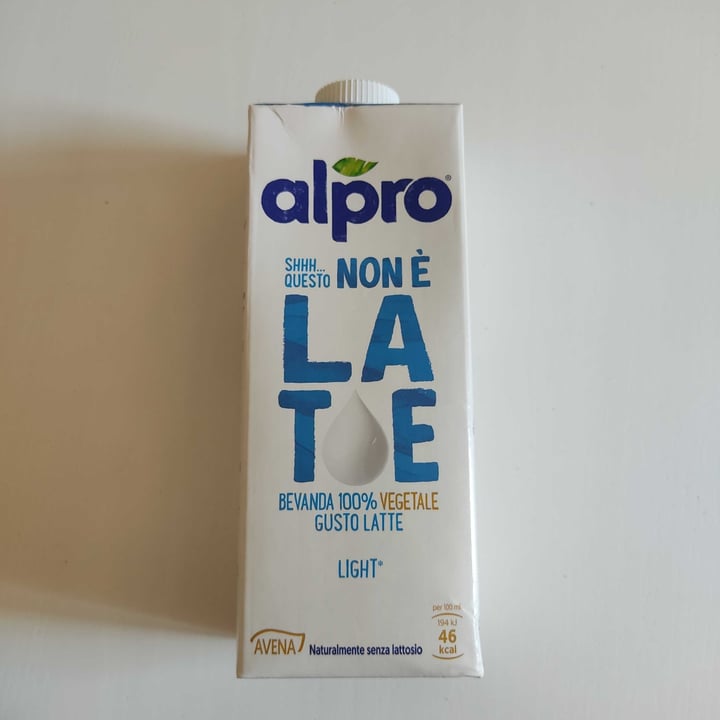 alpro®
SHHH...
QUESTO NON È
LA
T E
BEVANDA 100% VEGETALE
GUSTO LATTE
LIGHT*
per 100 ml
194 kJ
46
kcal
AVENA
Naturalmente senza lattosio